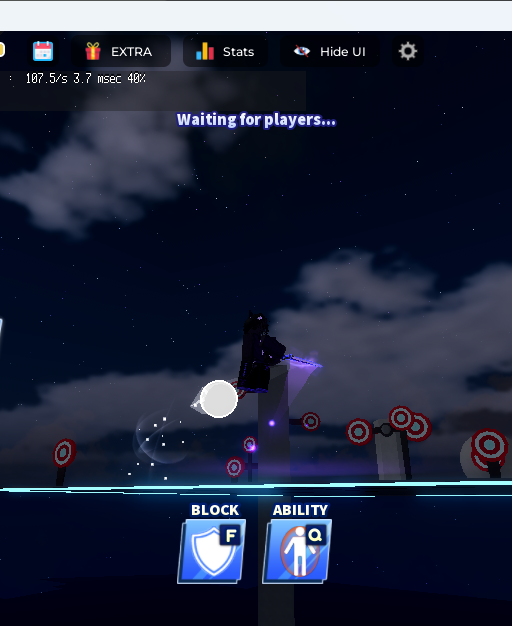 EXTRA
Stats
Hide UI
: 107.5/s 3.7 msec 40%
Waiting for players...
BLOCK
ABILITY
F
Q